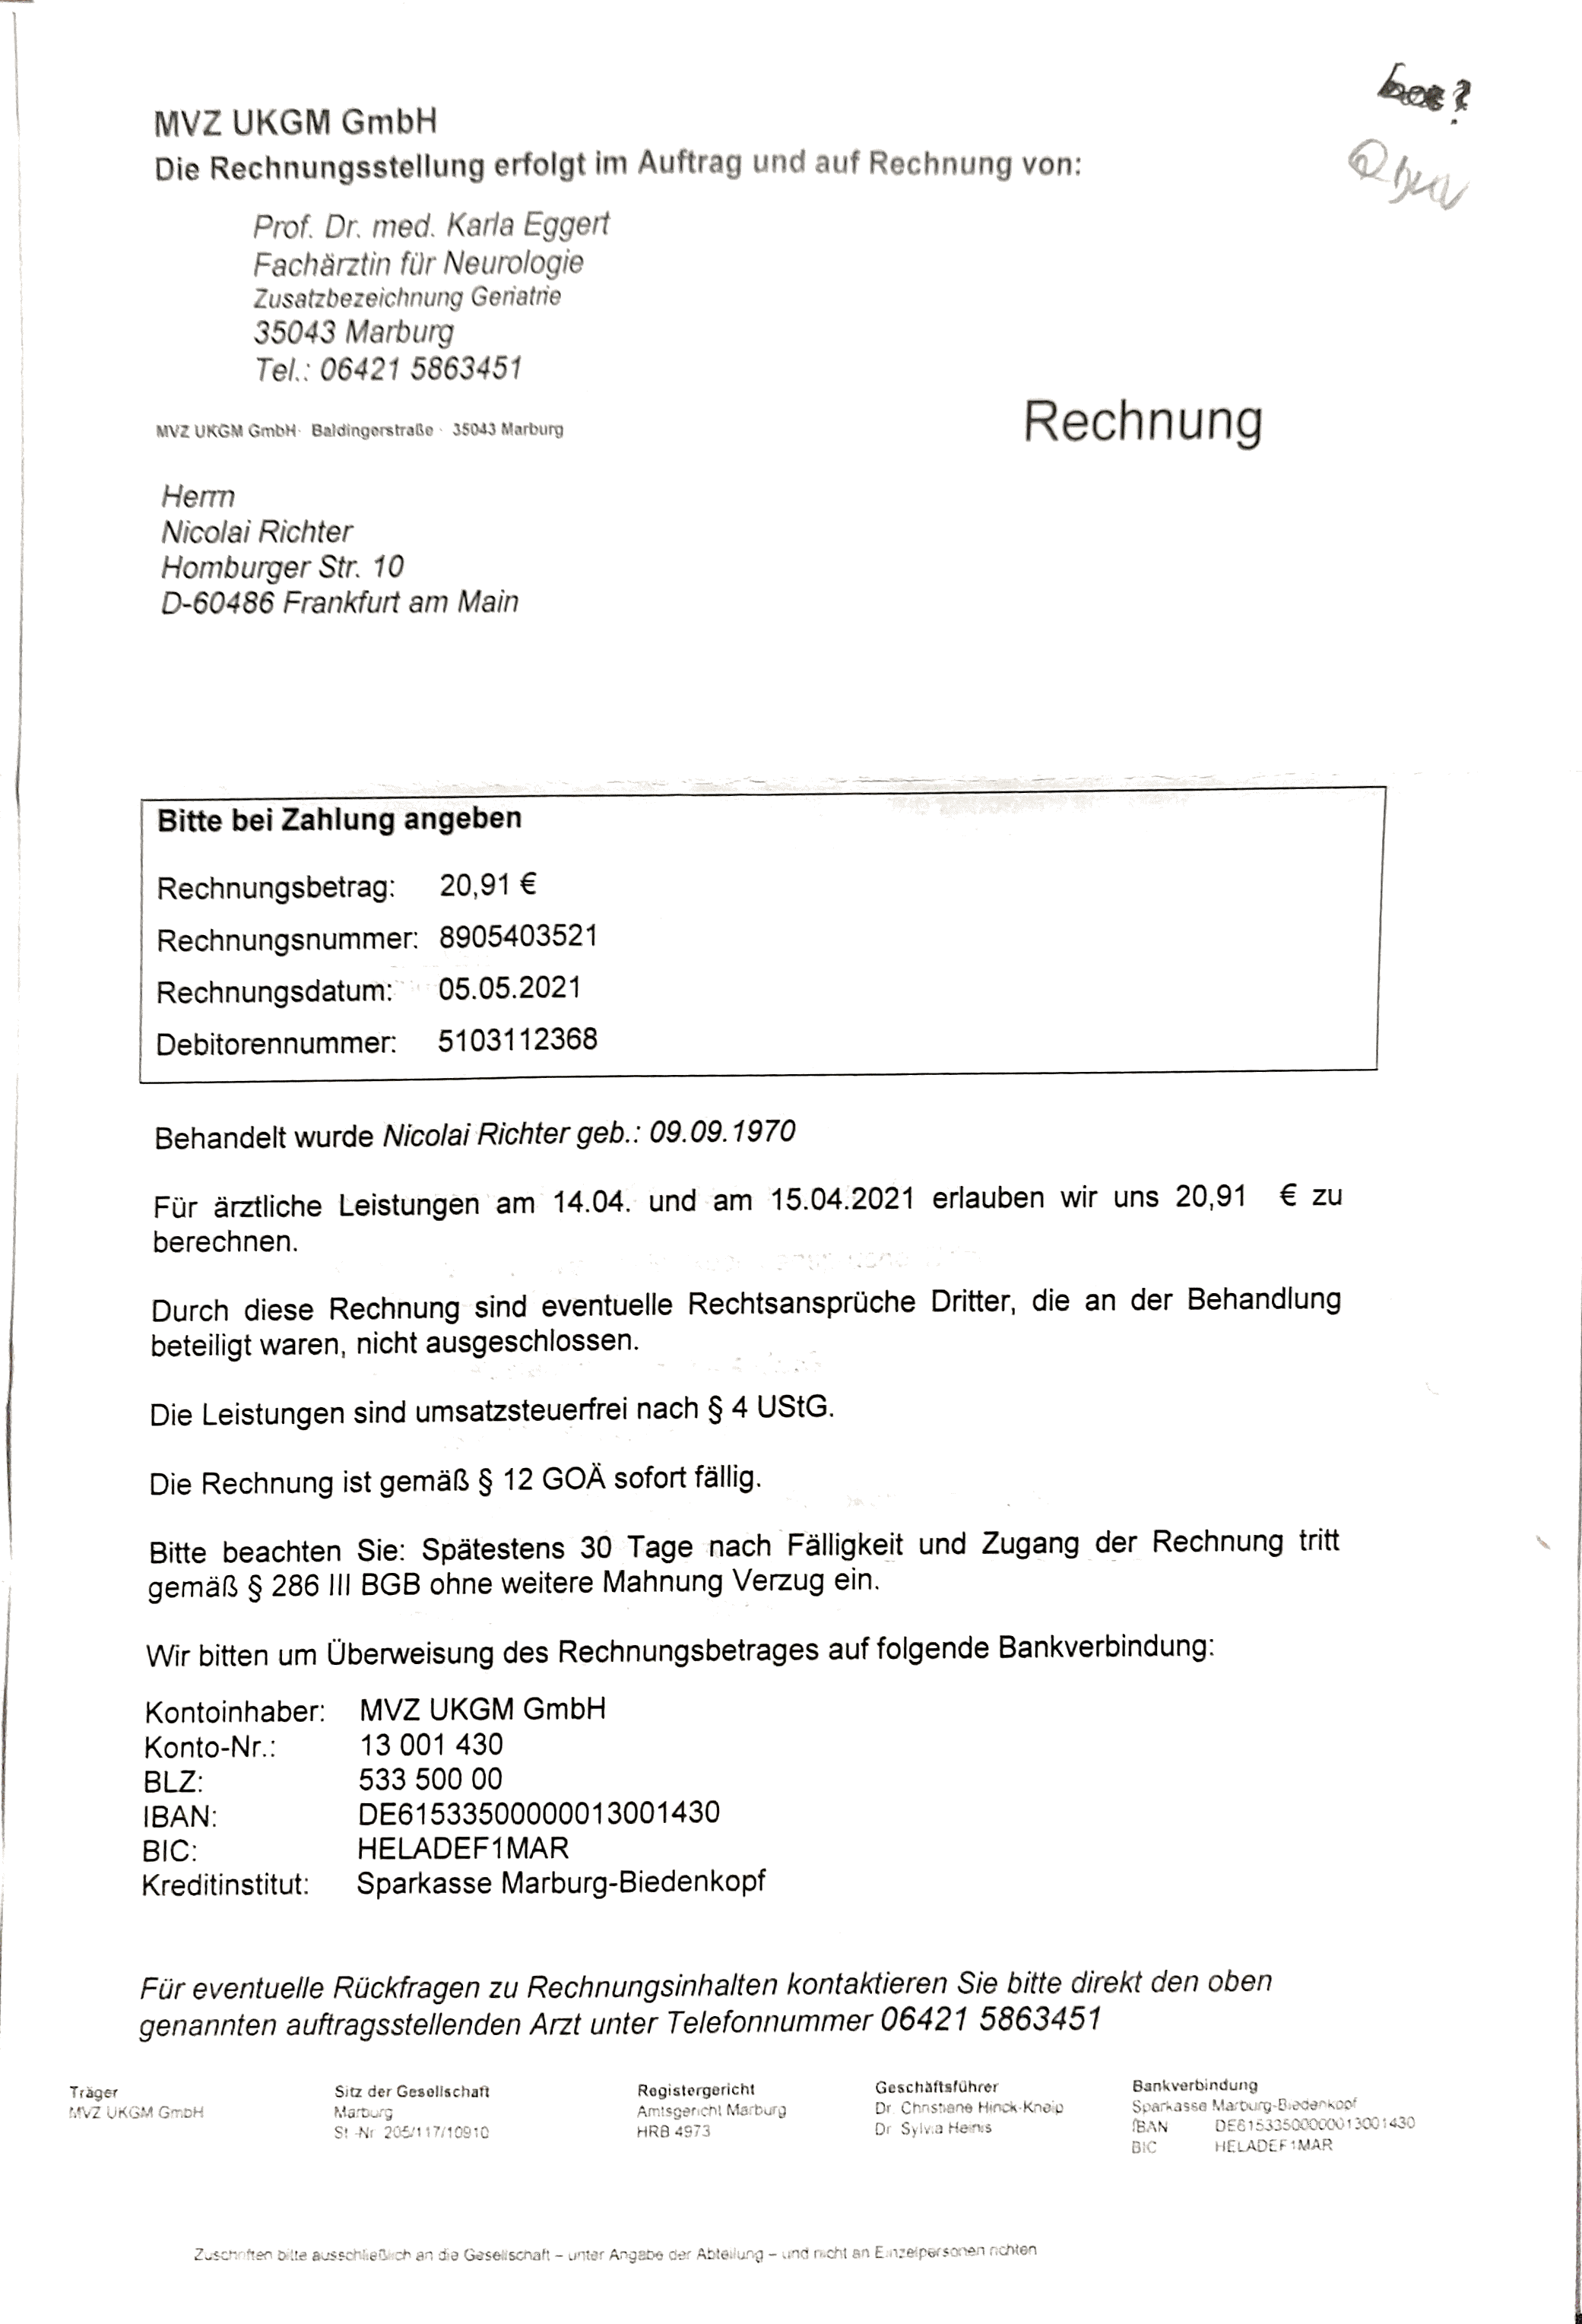 MVZ UKGM GmbH
Die Rechnungsstellung erfolgt im Auftrag und auf Rechnung von:
Prof. Dr. med. Karla Eggert
Fachärztin für Neurologie
Zusatzbezeichnung Geriatrie
35043 Marburg
Tel.: 06421 5863451
MVZ UKGM GmbH· Baldingerstraße · 35043 Marburg
Rechnung
Herrn
Nicolai Richter
Homburger Str. 10
D-60486 Frankfurt am Main
Bitte bei Zahlung angeben
Rechnungsbetrag: 20,91 €
Rechnungsnummer: 8905403521
Rechnungsdatum: 05.05.2021
Debitorennummer: 5103112368
Behandelt wurde Nicolai Richter geb.: 09.09.1970
Für ärztliche Leistungen am 14.04. und am 15.04.2021 erlauben wir uns 20,91 € zu
berechnen.
Durch diese Rechnung sind eventuelle Rechtsansprüche Dritter, die an der Behandlung
beteiligt waren, nicht ausgeschlossen.
Die Leistungen sind umsatzsteuerfrei nach § 4 UStG.
Die Rechnung ist gemäß § 12 GOÄ sofort fällig.
Bitte beachten Sie: Spätestens 30 Tage nach Fälligkeit und Zugang der Rechnung tritt
gemäß § 286 III BGB ohne weitere Mahnung Verzug ein.
Wir bitten um Überweisung des Rechnungsbetrages auf folgende Bankverbindung:
Kontoinhaber: MVZ UKGM GmbH
Konto-Nr.: 13 001 430
BLZ: 533 500 00
IBAN: DE61533500000013001430
BIC: HELADEF1MAR
Kreditinstitut: Sparkasse Marburg-Biedenkopf
Für eventuelle Rückfragen zu Rechnungsinhalten kontaktieren Sie bitte direkt den oben
genannten auftragsstellenden Arzt unter Telefonnummer 06421 5863451
Träger
MVZ UKGM GmbH
Sitz der Gesellschaft
Marburg
St.-Nr. 205/117/10910
Registergericht
Amtsgericht Marburg
HRB 4973
Geschäftsführer
Dr. Christiane Hinck-Kneip
Dr. Sylvia Heinis
Bankverbindung
Sparkasse Marburg-Biedenkopf
IBAN DE61533500000013001430
BIC HELADEF1MAR
Zuschriften bitte ausschließlich an die Gesellschaft – unter Angabe der Abteilung – und nicht an Einzelpersonen richten